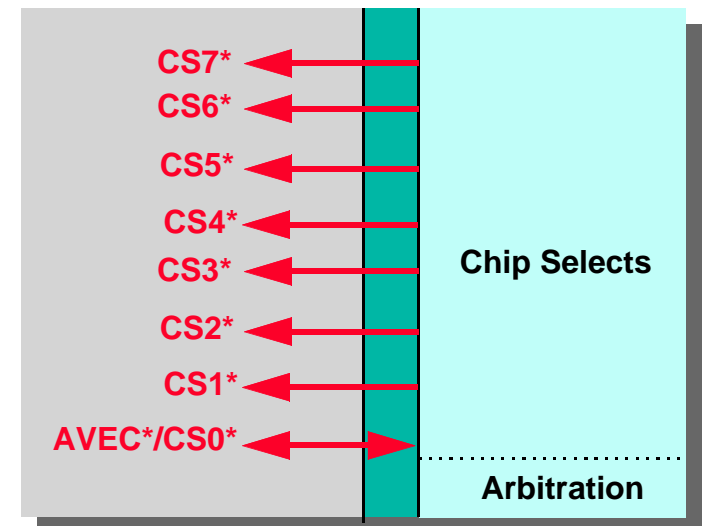 CS7*
CS6*
CS5*
CS4*
CS3*
Chip Selects
CS2*
CS1*
AVEC*/CS0*
Arbitration